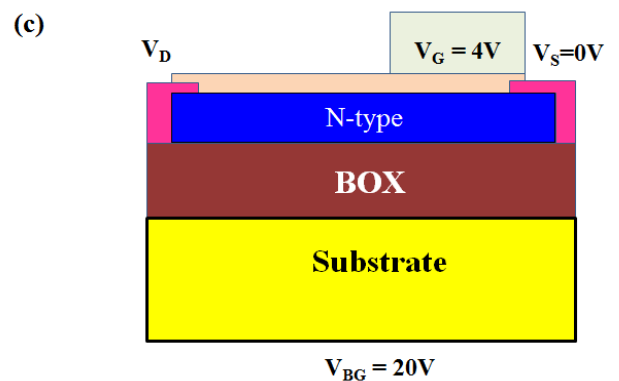 (c)
V_D
V_G = 4V
V_S=0V
N-type
BOX
Substrate
V_BG = 20V